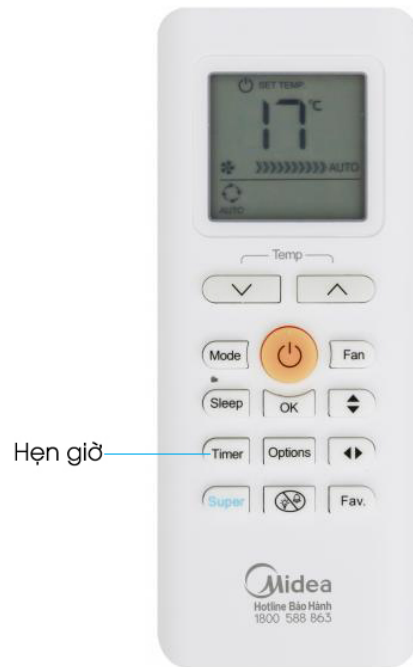 SET TEMP.
17°C
AUTO
AUTO
Temp
Mode
Fan
Sleep
OK
Hẹn giờ
Timer
Options
Super
Fav.
Midea
Hotline Bảo Hành
1800 588 863